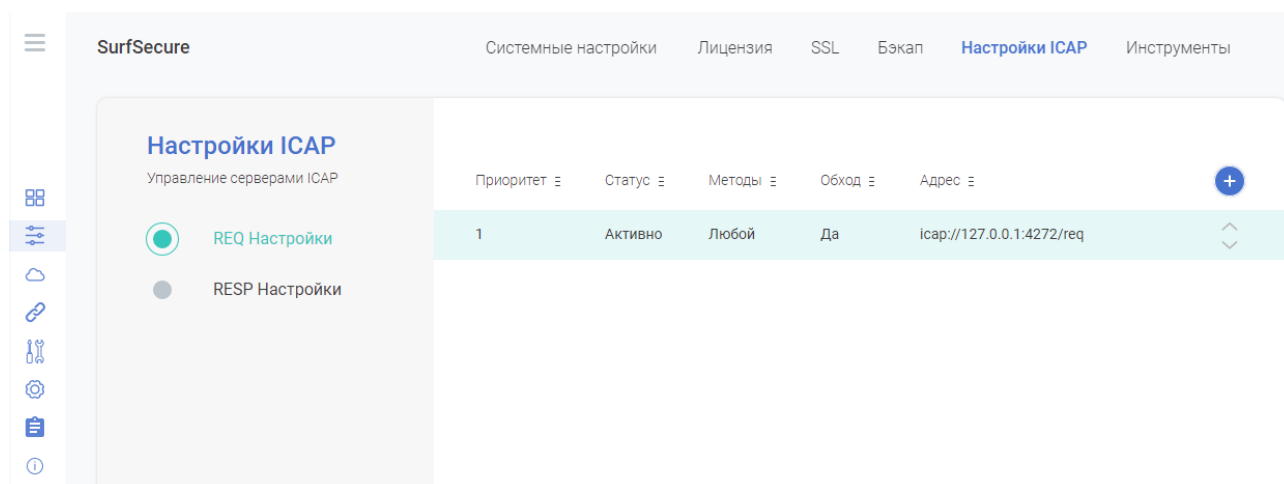 SurfSecure
Системные настройки Лицензия SSL Бэкап Настройки ICAP Инструменты
Настройки ICAP
Управление серверами ICAP
REQ Настройки
RESP Настройки
Приоритет Статус Методы Обход Адрес
1 Активно Любой Да icap://127.0.0.1:4272/req